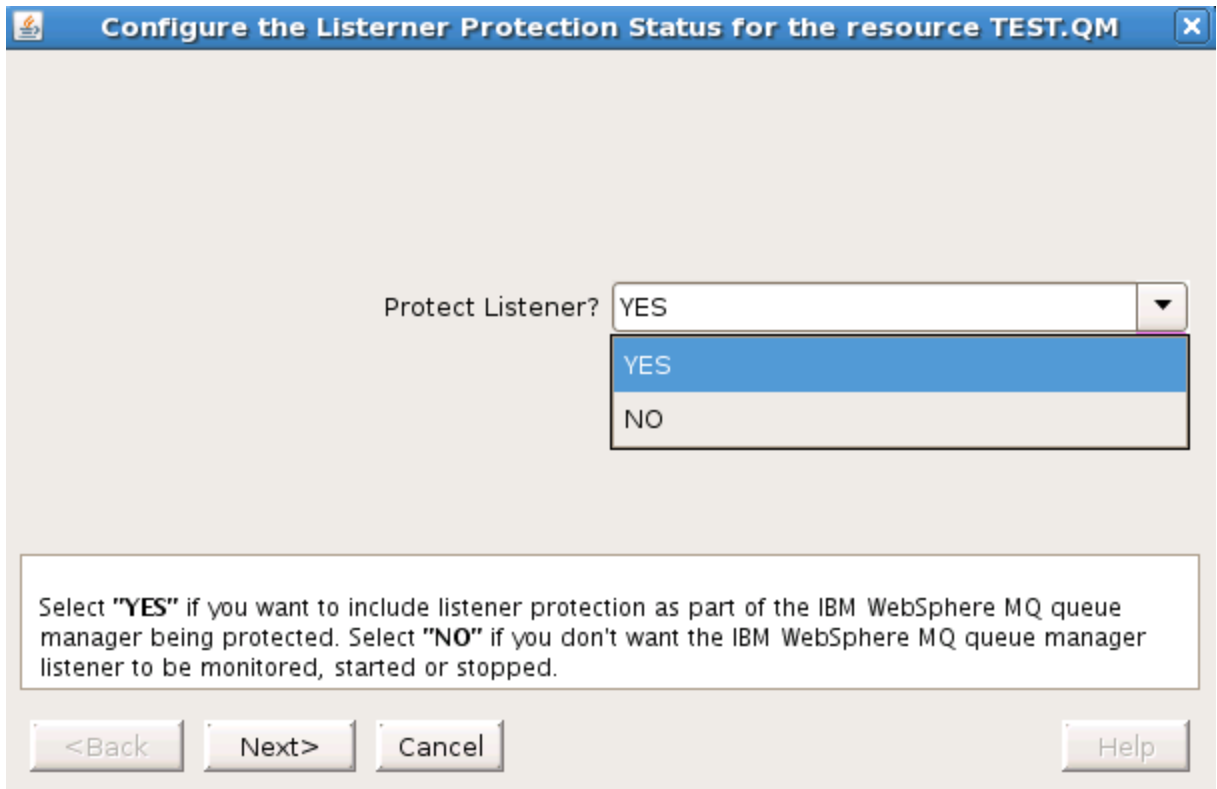 Configure the Listerner Protection Status for the resource TEST.QM
Protect Listener? YES
YES
NO
Select "YES" if you want to include listener protection as part of the IBM WebSphere MQ queue
manager being protected. Select "NO" if you don't want the IBM WebSphere MQ queue manager
listener to be monitored, started or stopped.
<Back Next> Cancel Help